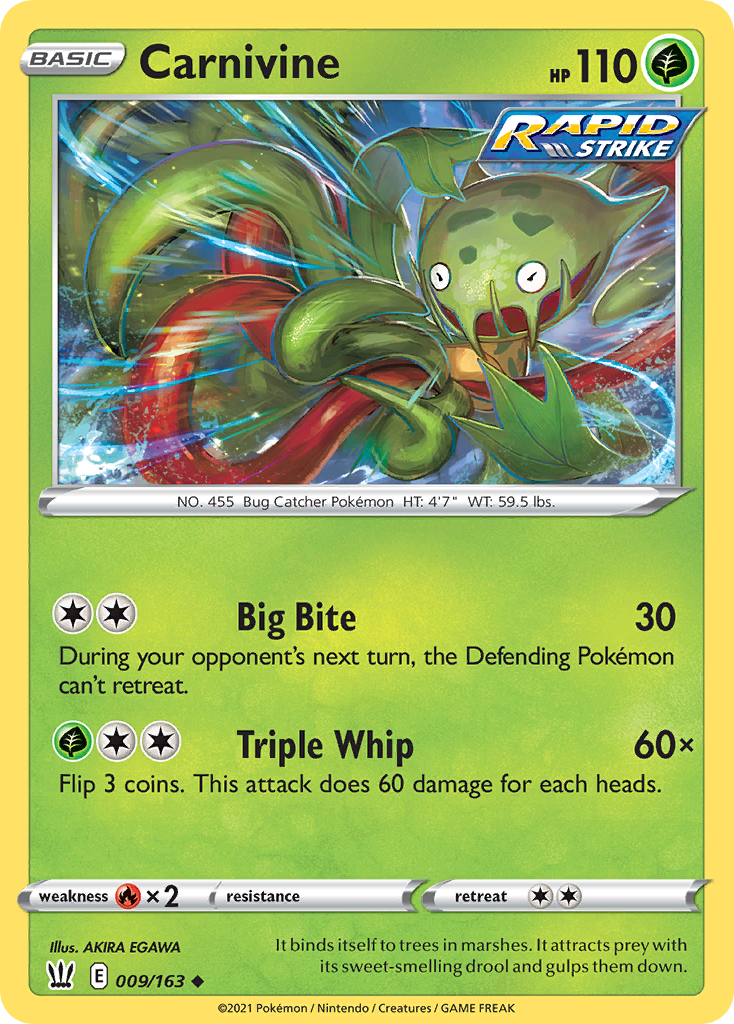 BASIC Carnivine HP 110
RAPID
STRIKE
NO. 455 Bug Catcher Pokémon HT: 4'7" WT: 59.5 lbs.
Big Bite 30
During your opponent's next turn, the Defending Pokémon
can't retreat.
Triple Whip 60×
Flip 3 coins. This attack does 60 damage for each heads.
weakness ×2 resistance retreat
Illus. AKIRA EGAWA
It binds itself to trees in marshes. It attracts prey with
its sweet-smelling drool and gulps them down.
E 009/163
©2021 Pokémon / Nintendo / Creatures / GAME FREAK